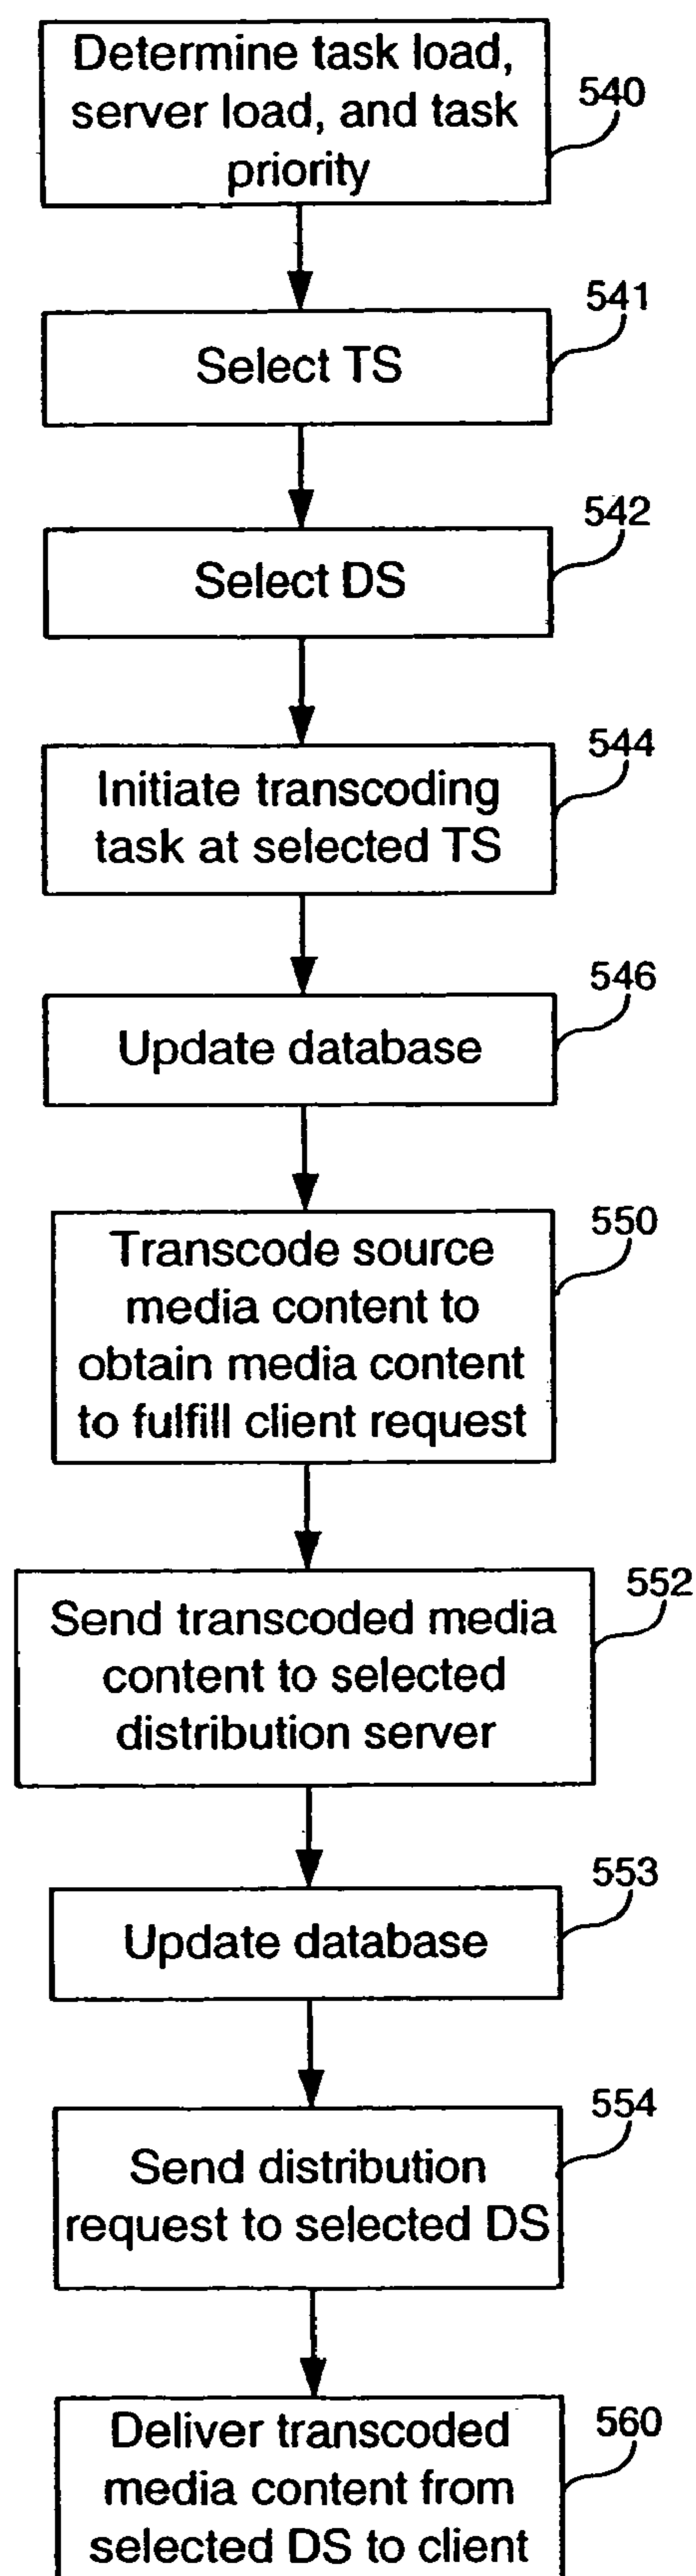 Determine task load,
server load, and task
priority
540
541
Select TS
542
Select DS
544
Initiate transcoding
task at selected TS
546
Update database
550
Transcode source
media content to
obtain media content
to fulfill client request
552
Send transcoded media
content to selected
distribution server
553
Update database
554
Send distribution
request to selected DS
560
Deliver transcoded
media content from
selected DS to client